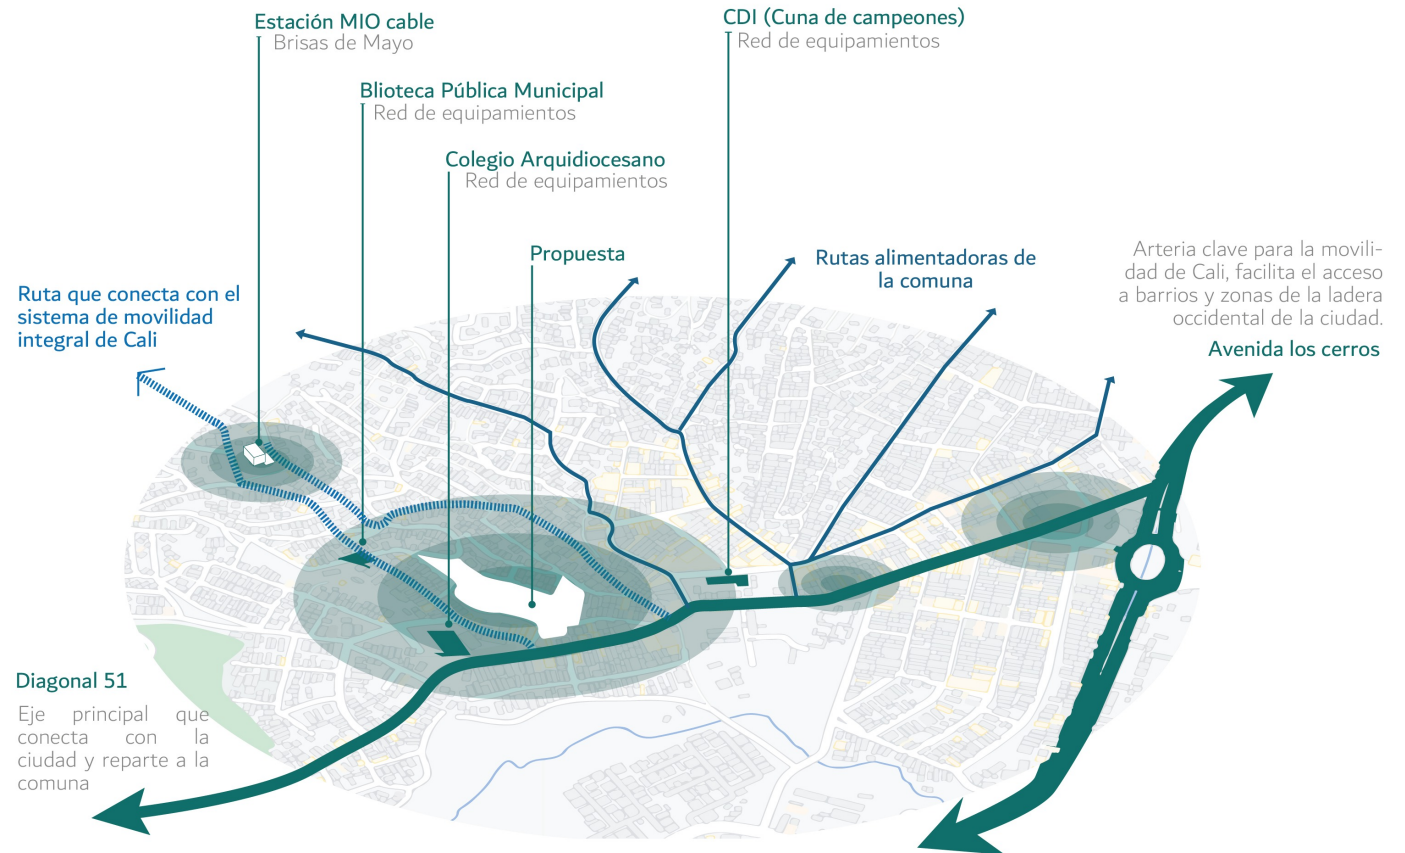 Estación MIO cable
Brisas de Mayo
CDI (Cuna de campeones)
Red de equipamientos
Blioteca Pública Municipal
Red de equipamientos
Colegio Arquidiocesano
Red de equipamientos
Propuesta
Rutas alimentadoras de
la comuna
Arteria clave para la movili-
dad de Cali, facilita el acceso
a barrios y zonas de la ladera
occidental de la ciudad.
Avenida los cerros
Ruta que conecta con el
sistema de movilidad
integral de Cali
Diagonal 51
Eje principal que
conecta con la
ciudad y reparte a la
comuna